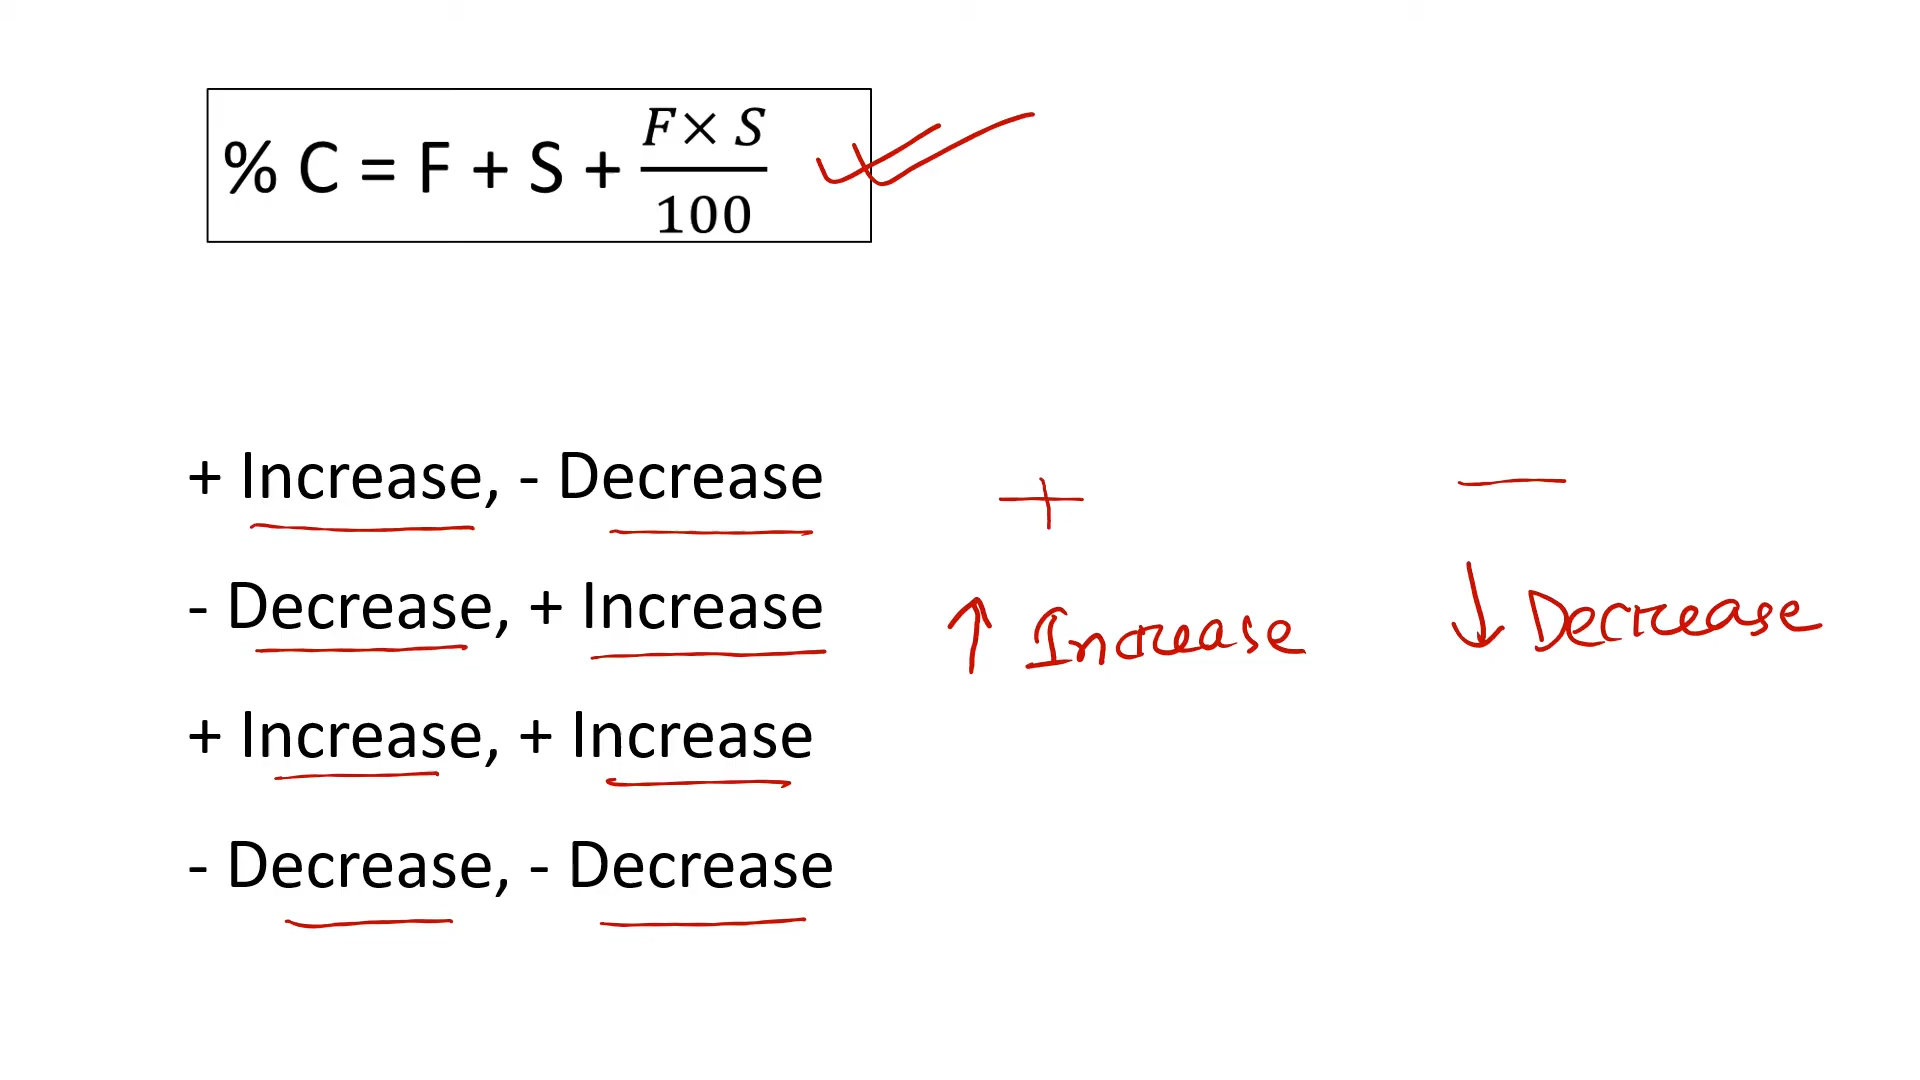 % C = F + S + F × S / 100
+ Increase, - Decrease
- Decrease, + Increase
+ Increase, + Increase
- Decrease, - Decrease
+
↑ Increase
−
↓ Decrease